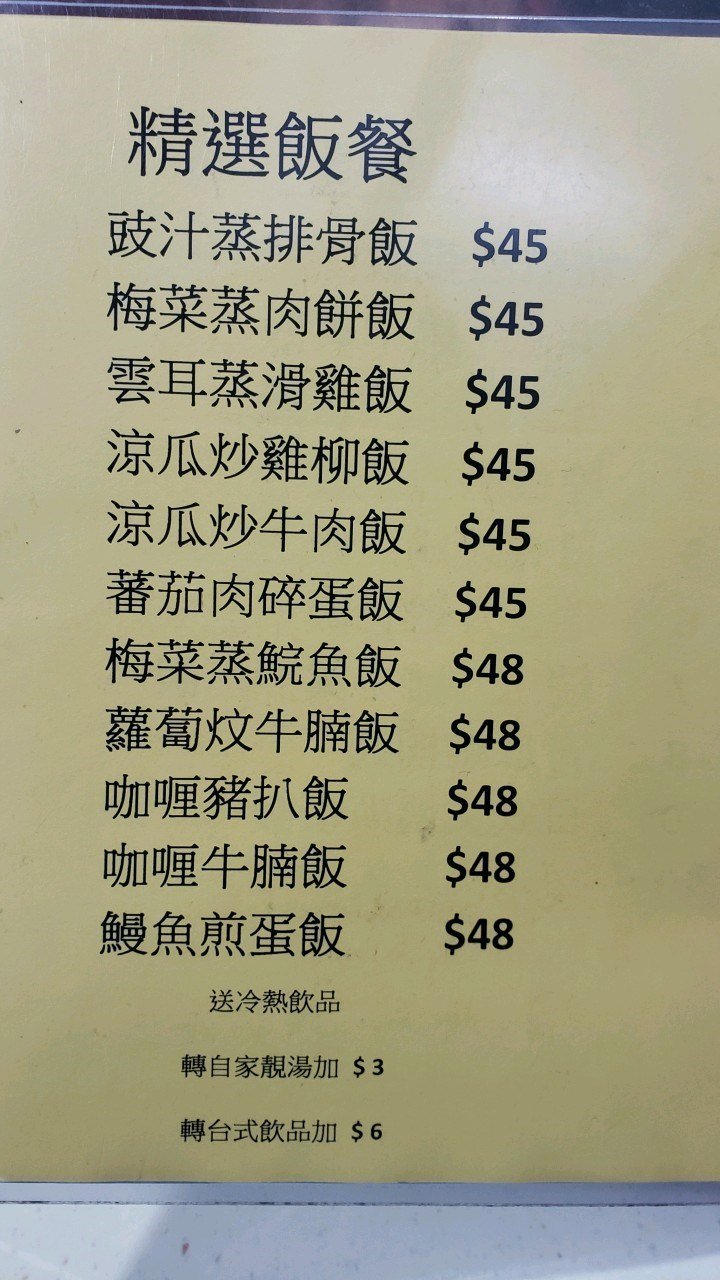 精選飯餐
豉汁蒸排骨飯 $45
梅菜蒸肉餅飯 $45
雲耳蒸滑雞飯 $45
涼瓜炒雞柳飯 $45
涼瓜炒牛肉飯 $45
蕃茄肉碎蛋飯 $45
梅菜蒸鯇魚飯 $48
蘿蔔炆牛腩飯 $48
咖喱豬扒飯 $48
咖喱牛腩飯 $48
鰻魚煎蛋飯 $48
送冷熱飲品
轉自家靚湯加 $3
轉台式飲品加 $6